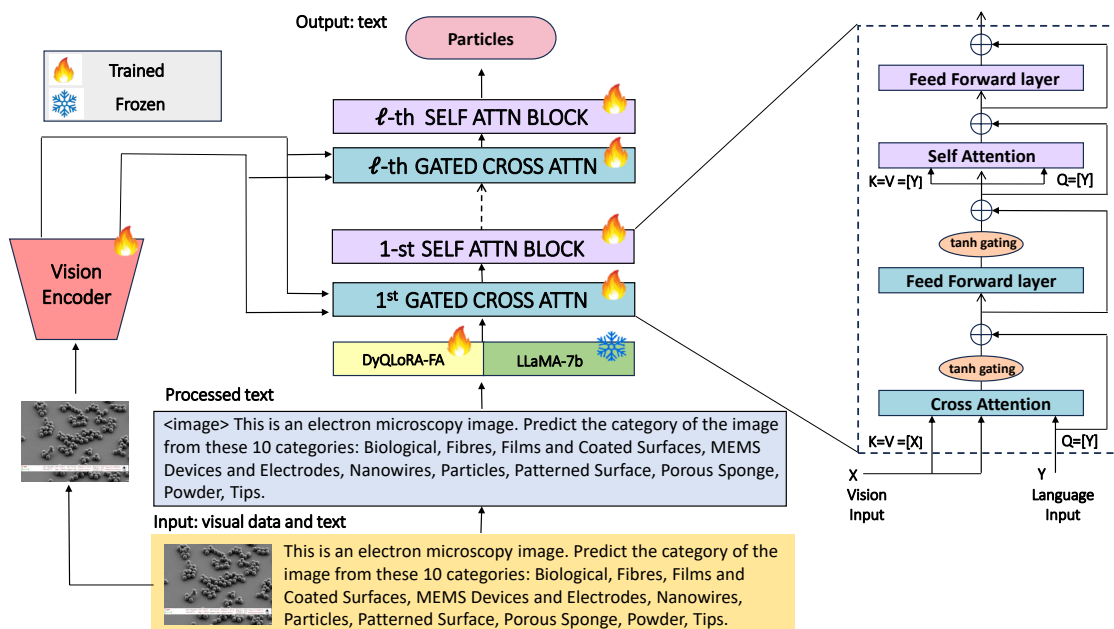 Output: text
Particles
Trained
Frozen
ℓ-th SELF ATTN BLOCK
ℓ-th GATED CROSS ATTN
1-st SELF ATTN BLOCK
1st GATED CROSS ATTN
Vision
Encoder
DyQLoRA-FA
LLaMA-7b
Processed text
<image> This is an electron microscopy image. Predict the category of the image
from these 10 categories: Biological, Fibres, Films and Coated Surfaces, MEMS
Devices and Electrodes, Nanowires, Particles, Patterned Surface, Porous Sponge,
Powder, Tips.
Input: visual data and text
This is an electron microscopy image. Predict the category of the
image from these 10 categories: Biological, Fibres, Films and
Coated Surfaces, MEMS Devices and Electrodes, Nanowires,
Particles, Patterned Surface, Porous Sponge, Powder, Tips.
Feed Forward layer
Self Attention
K=V=[Y]
Q=[Y]
tanh gating
Feed Forward layer
tanh gating
Cross Attention
K=V=[X]
Q=[Y]
X
Vision
Input
Y
Language
Input